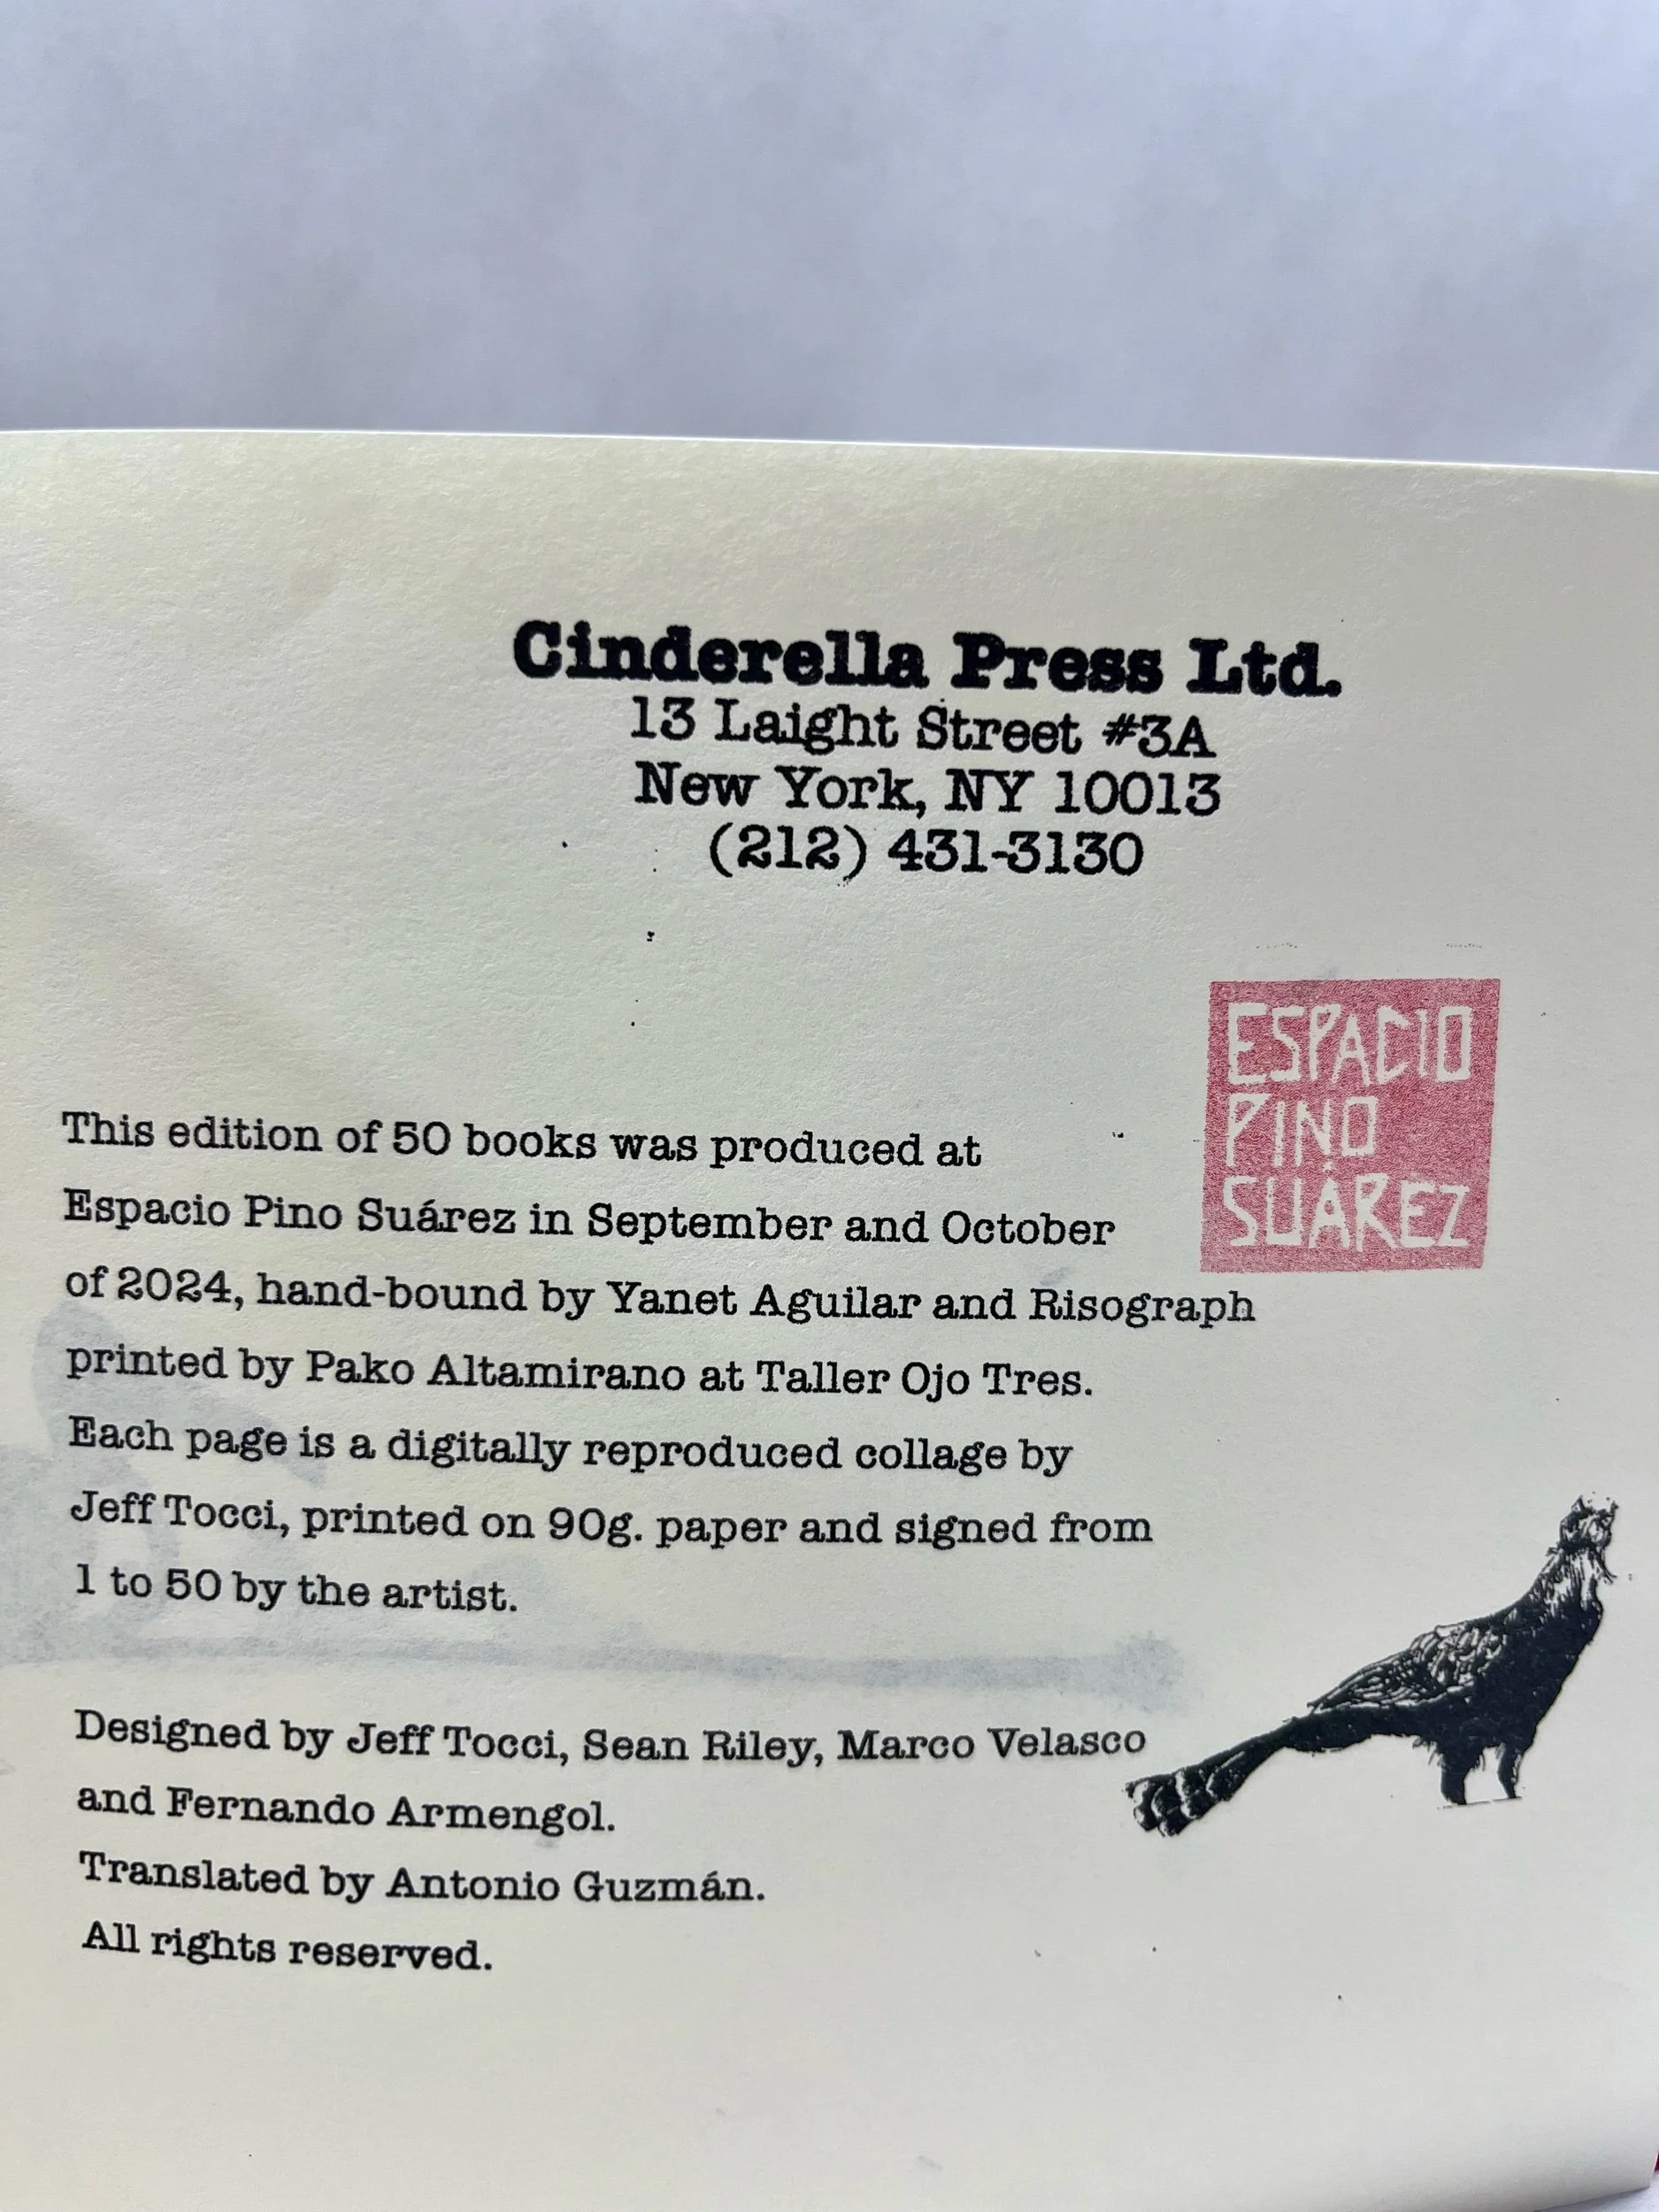 Cinderella Press Ltd.
13 Laight Street #3A
New York, NY 10013
(212) 431-3130
ESPACIO
PINO
SUÁREZ
This edition of 50 books was produced at
Espacio Pino Suárez in September and October
of 2024, hand-bound by Yanet Aguilar and Risograph
printed by Pako Altamirano at Taller Ojo Tres.
Each page is a digitally reproduced collage by
Jeff Tocci, printed on 90g. paper and signed from
1 to 50 by the artist.
Designed by Jeff Tocci, Sean Riley, Marco Velasco
and Fernando Armengol.
Translated by Antonio Guzmán.
All rights reserved.